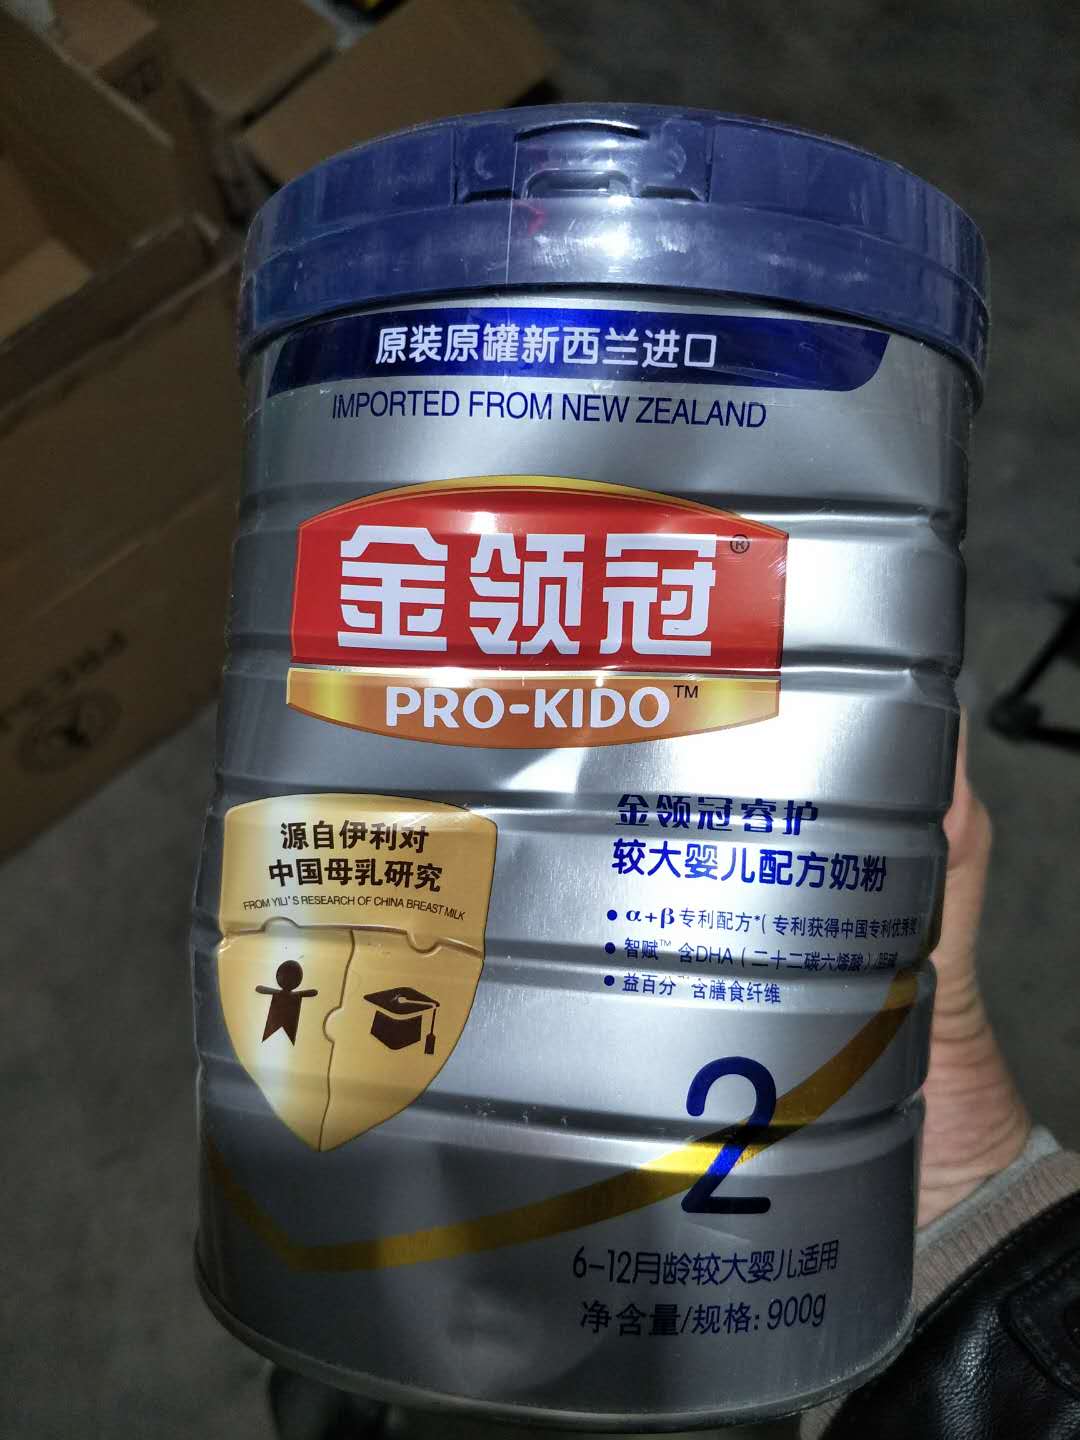 原装原罐新西兰进口
IMPORTED FROM NEW ZEALAND
金领冠®
PRO-KIDO™
源自伊利对
中国母乳研究
FROM YILI'S RESEARCH OF CHINA BREAST MILK
金领冠睿护
较大婴儿配方奶粉
• α+β 专利配方*(专利获得中国专利优秀奖
• 智赋™ 含DHA(二十二碳六烯酸)/胆碱
• 益百分 含膳食纤维
2
6-12月龄较大婴儿适用
净含量/规格: 900g